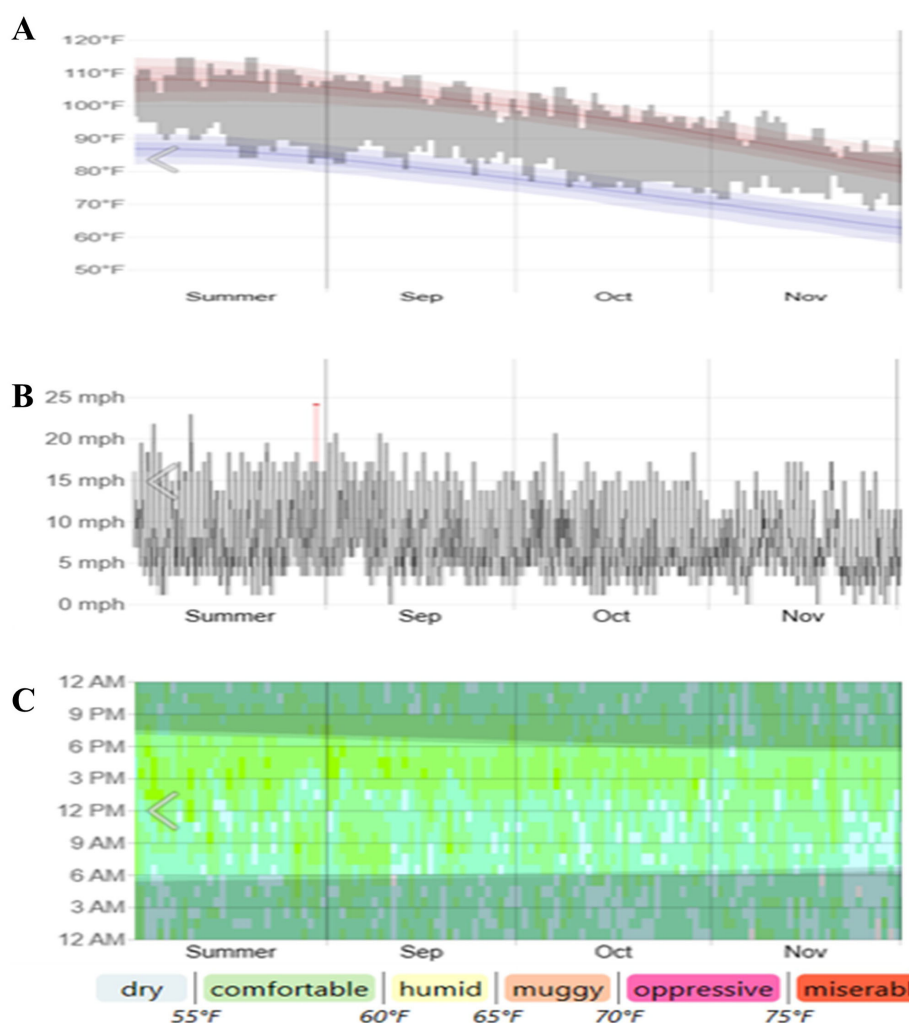 A
120°F
110°F
100°F
90°F
80°F
70°F
60°F
50°F
Summer Sep Oct Nov
B
25 mph
20 mph
15 mph
10 mph
5 mph
0 mph
Summer Sep Oct Nov
C
12 AM
9 PM
6 PM
3 PM
12 PM
9 AM
6 AM
3 AM
12 AM
Summer Sep Oct Nov
dry comfortable humid muggy oppressive miserabl
55°F 60°F 65°F 70°F 75°F